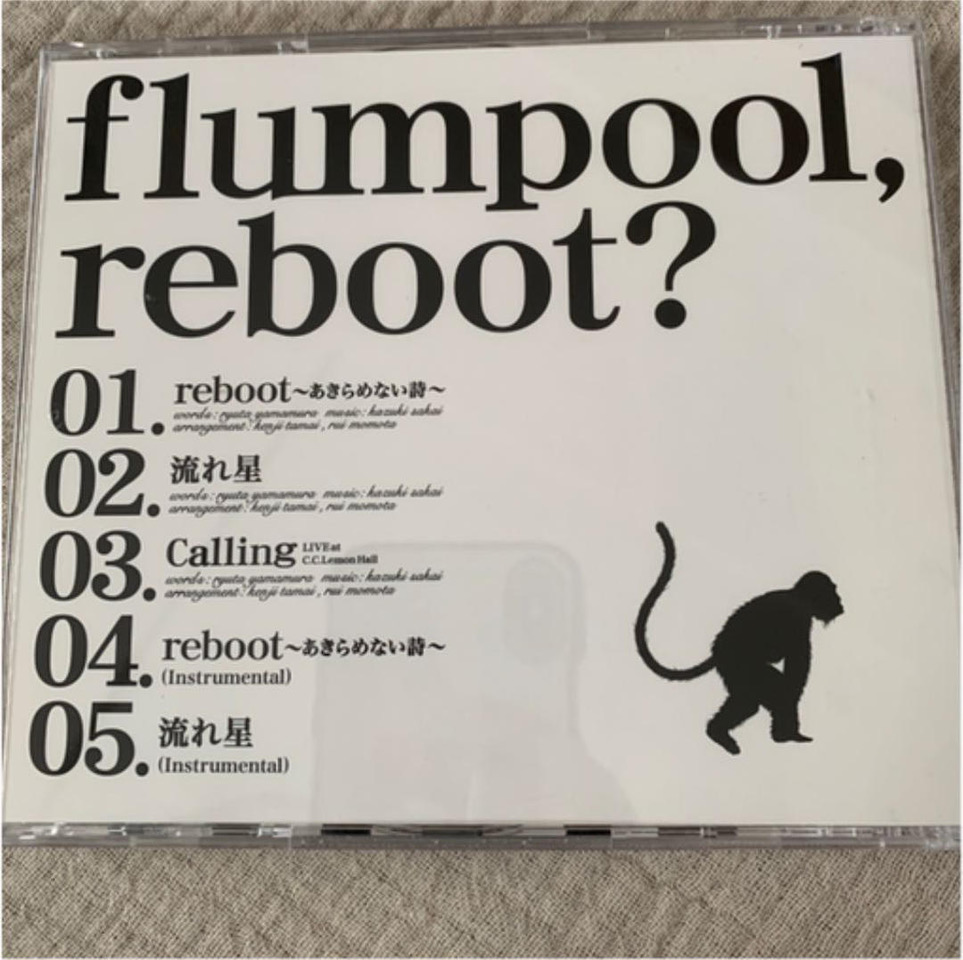 flumpool,
reboot?
01. reboot～あきらめない詩～
words : ryuta yamamura music : kazuki sakai
arrangement : kenji tamai , rui momota
02. 流れ星
words : ryuta yamamura music : kazuki sakai
arrangement : kenji tamai , rui momota
03. Calling LIVE at
C.C.Lemon Hall
words : ryuta yamamura music : kazuki sakai
arrangement : kenji tamai , rui momota
04. reboot～あきらめない詩～
(Instrumental)
05. 流れ星
(Instrumental)